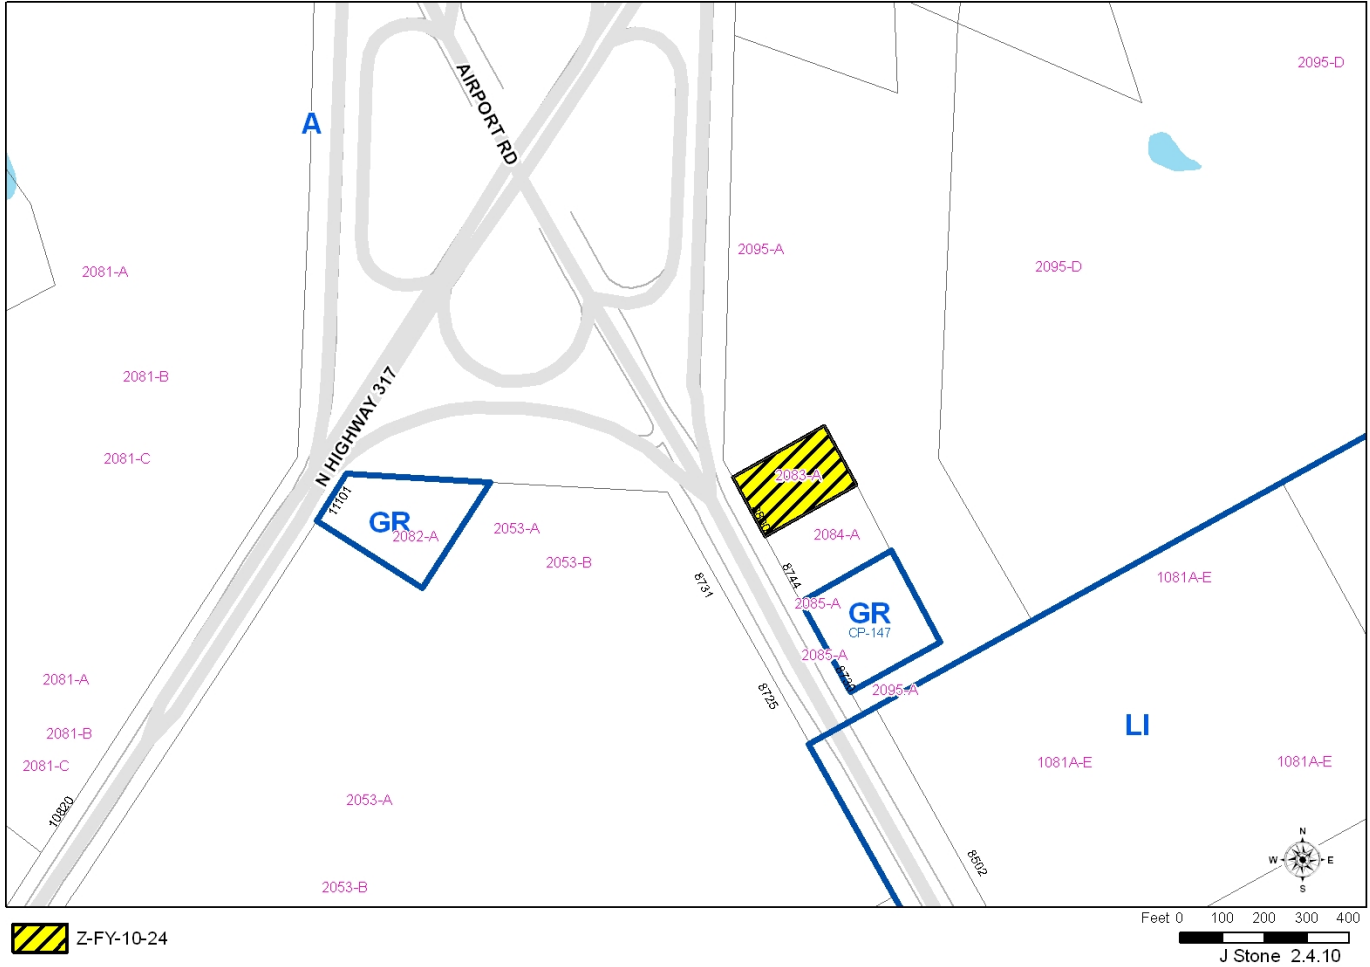 2095-D
A
AIRPORT RD
2095-A
2095-D
2081-A
2081-B
N HIGHWAY 317
2081-C
2083-A
11101
GR
2082-A
2053-A
2084-A
2053-B
8731
8744
1081A-E
2085-A
GR
CP-147
2085-A
2081-A
8725
2095-A
2081-B
LI
2081-C
1081A-E
1081A-E
10820
2053-A
8502
N
W
E
S
2053-B
Feet 0 100 200 300 400
Z-FY-10-24
J Stone 2.4.10